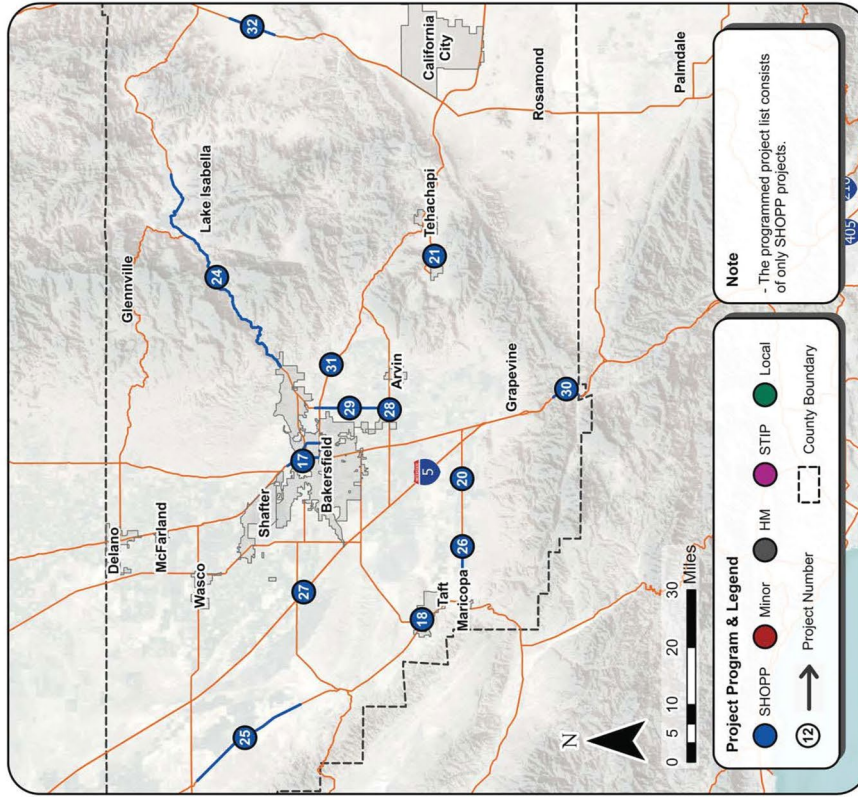 Delano
Glennville
McFarland
Wasco
Lake Isabella
24
25
32
Shafter
17
27
Bakersfield
31
29
28
Arvin
18
5
California
City
Tehachapi
21
Taft
26
20
Maricopa
Grapevine
Rosamond
30
N
0 5 10 20 30
Miles
Palmdale
Project Program & Legend
SHOPP Minor HM STIP Local
12 Project Number County Boundary
Note
- The programmed project list consists
of only SHOPP projects.
405
210